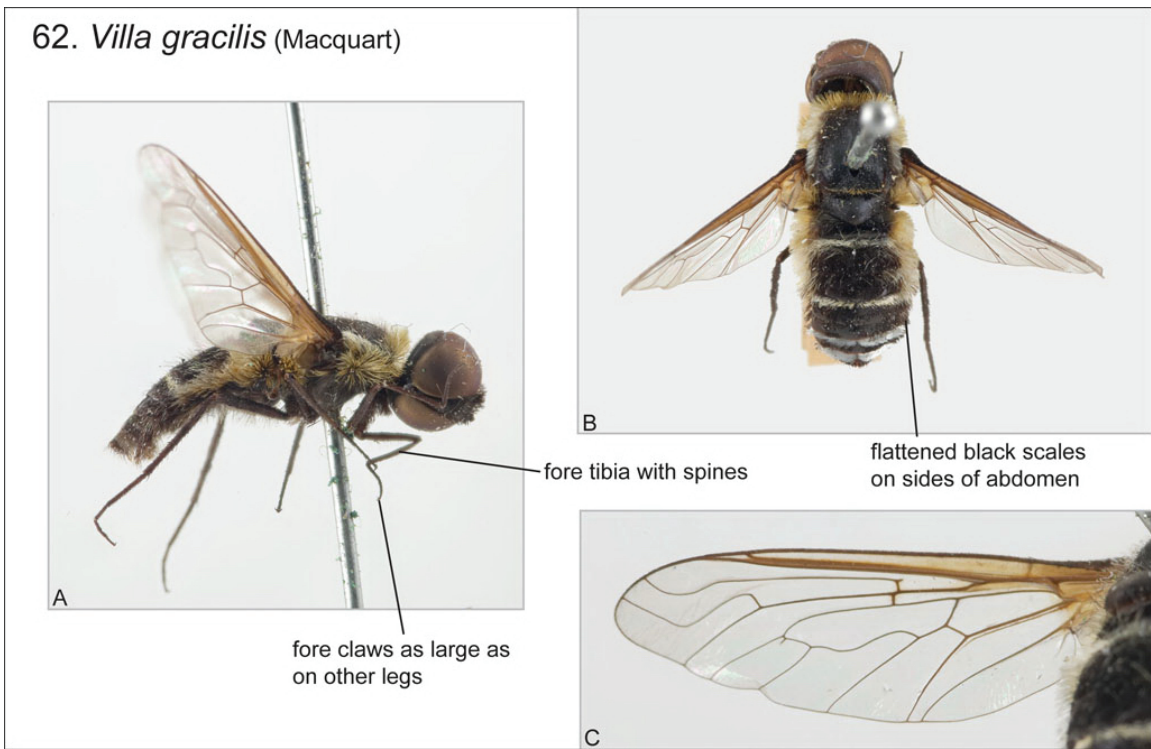 62. Villa gracilis (Macquart)
A
fore tibia with spines
fore claws as large as
on other legs
B
flattened black scales
on sides of abdomen
C